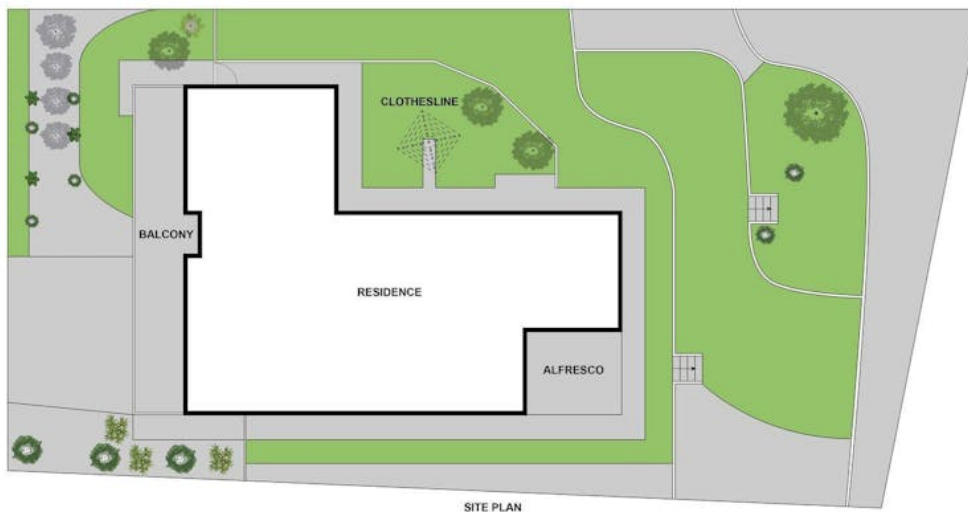 CLOTHESLINE
BALCONY
RESIDENCE
ALFRESCO
SITE PLAN